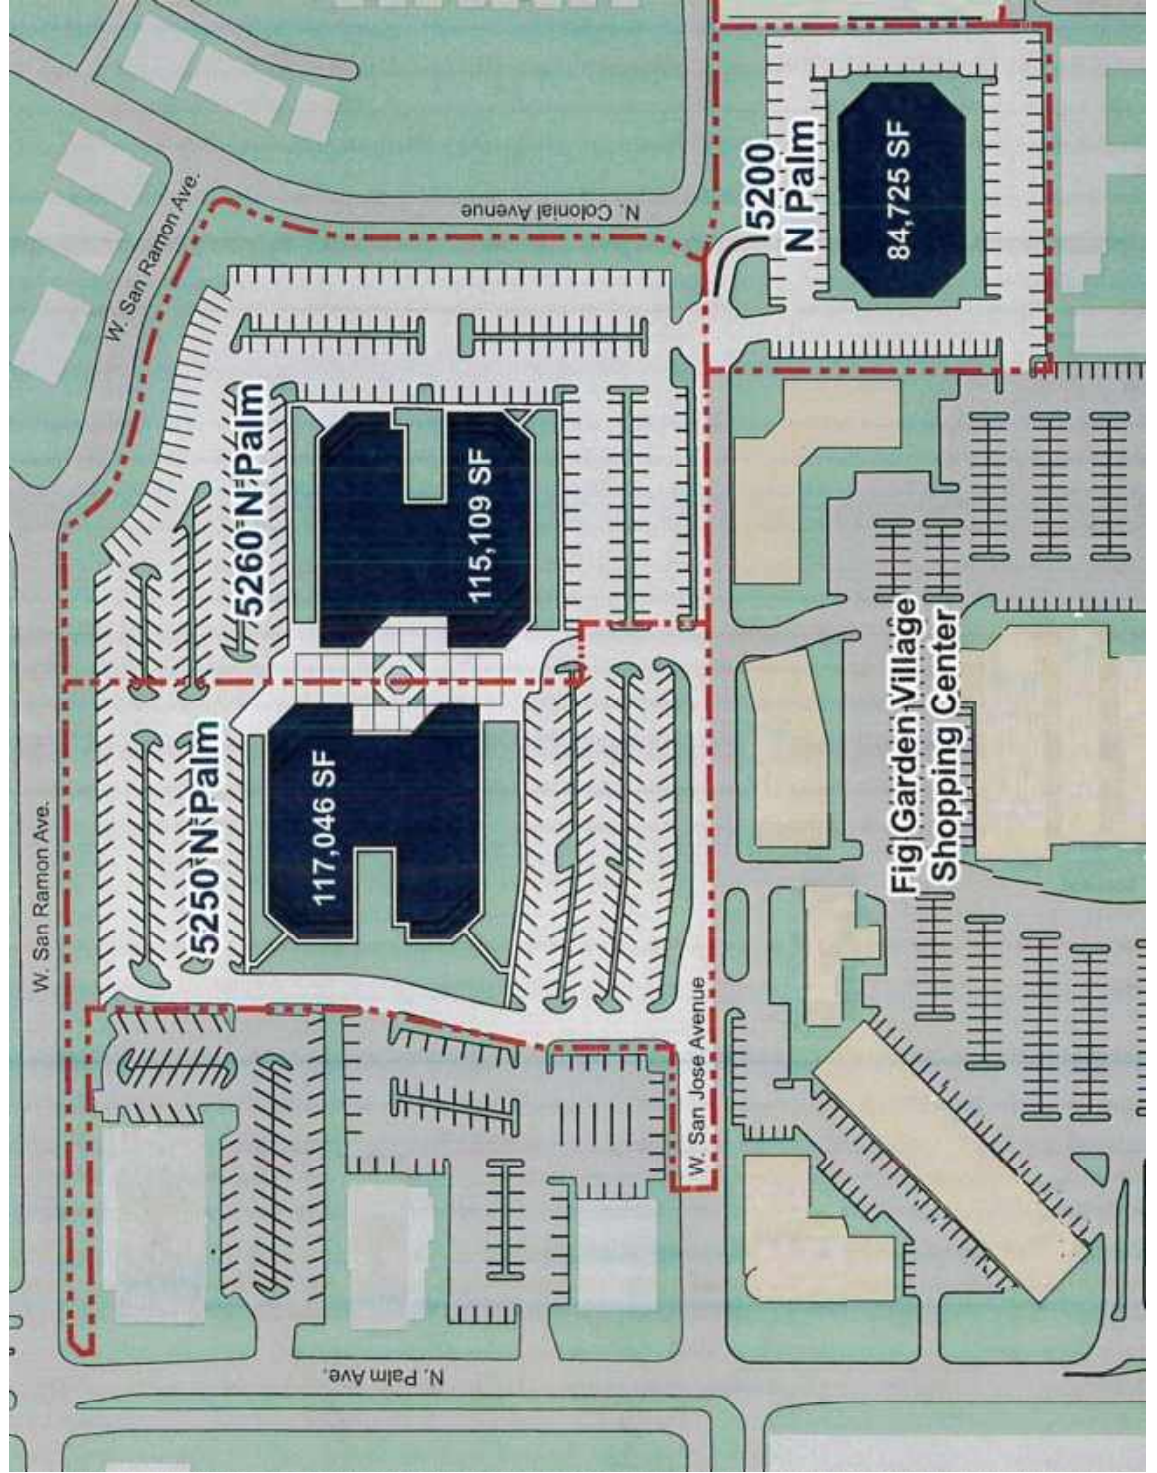 N. Colonial Avenue
W. San Ramon Ave.
5200
N Palm
84,725 SF
5260 N Palm
115,109 SF
5250 N Palm
117,046 SF
Fig Garden Village
Shopping Center
W. San Ramon Ave.
W. San Jose Avenue
N. Palm Ave.